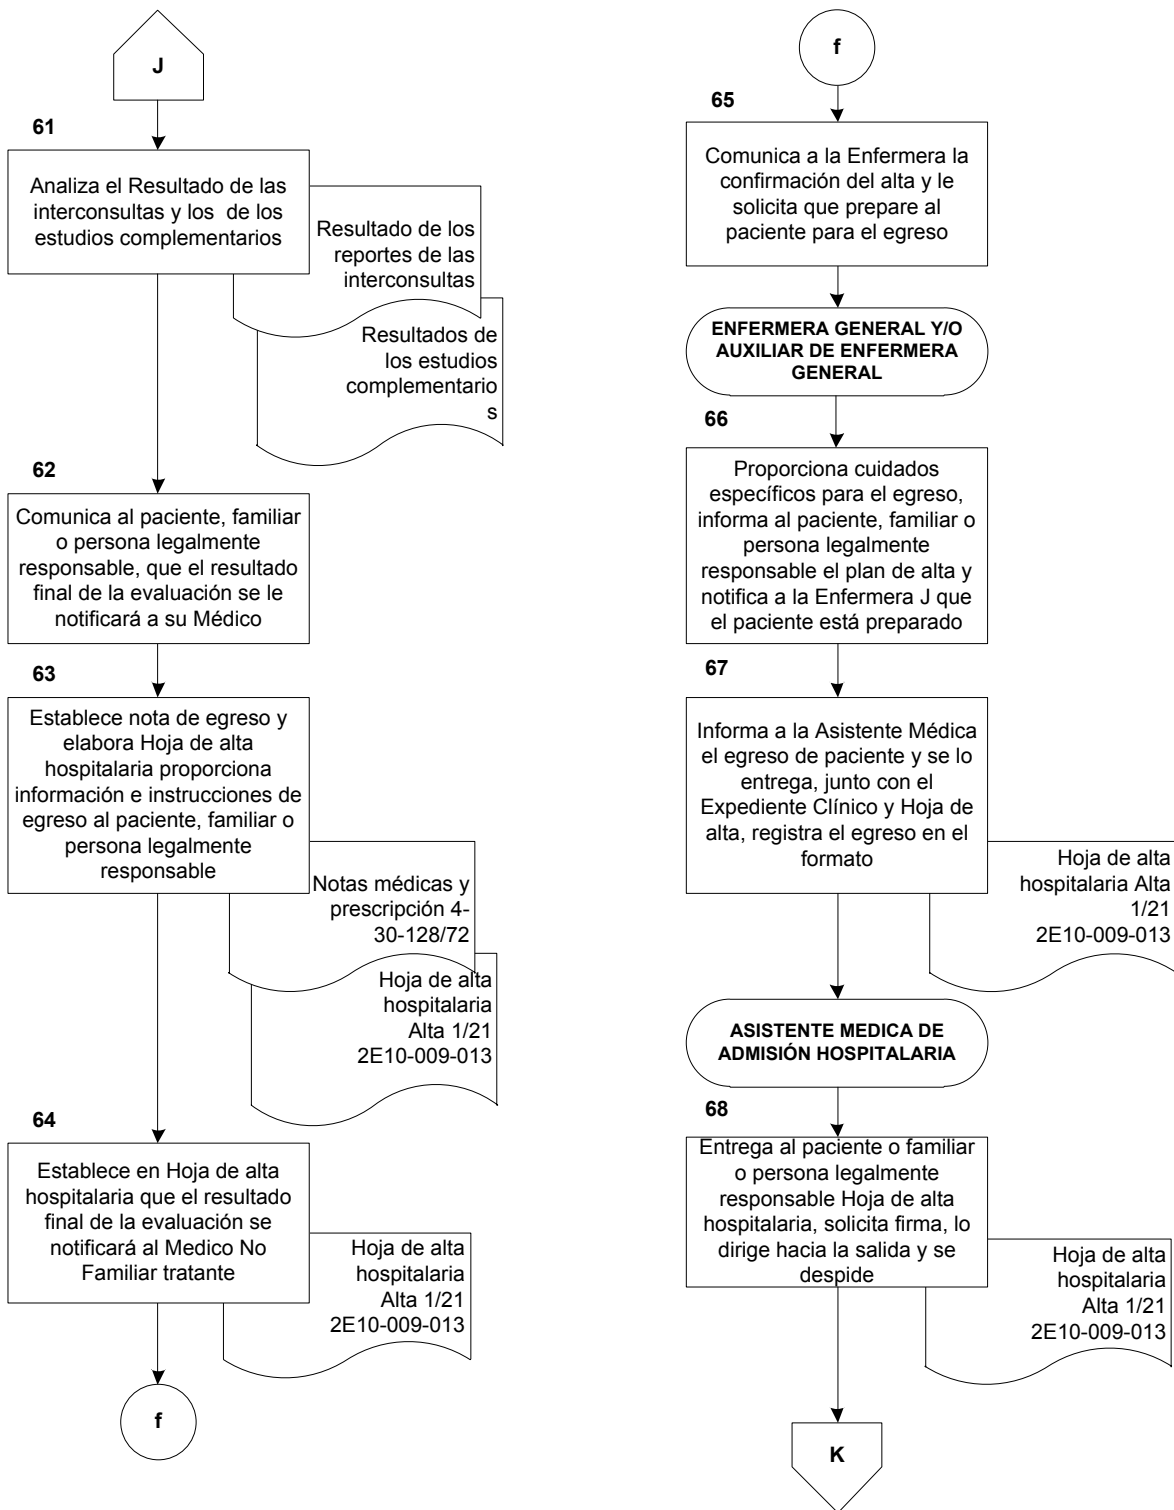 J
61
Analiza el Resultado de las
interconsultas y los de los
estudios complementarios
Resultado de los
reportes de las
interconsultas
Resultados de
los estudios
complementario
s
62
Comunica al paciente, familiar
o persona legalmente
responsable, que el resultado
final de la evaluación se le
notificará a su Médico
63
Establece nota de egreso y
elabora Hoja de alta
hospitalaria proporciona
información e instrucciones de
egreso al paciente, familiar o
persona legalmente
responsable
Notas médicas y
prescripción 4-
30-128/72
Hoja de alta
hospitalaria
Alta 1/21
2E10-009-013
64
Establece en Hoja de alta
hospitalaria que el resultado
final de la evaluación se
notificará al Medico No
Familiar tratante
Hoja de alta
hospitalaria
Alta 1/21
2E10-009-013
f
f
65
Comunica a la Enfermera la
confirmación del alta y le
solicita que prepare al
paciente para el egreso
ENFERMERA GENERAL Y/O
AUXILIAR DE ENFERMERA
GENERAL
66
Proporciona cuidados
específicos para el egreso,
informa al paciente, familiar o
persona legalmente
responsable el plan de alta y
notifica a la Enfermera J que
el paciente está preparado
67
Informa a la Asistente Médica
el egreso de paciente y se lo
entrega, junto con el
Expediente Clínico y Hoja de
alta, registra el egreso en el
formato
Hoja de alta
hospitalaria Alta
1/21
2E10-009-013
ASISTENTE MEDICA DE
ADMISIÓN HOSPITALARIA
68
Entrega al paciente o familiar
o persona legalmente
responsable Hoja de alta
hospitalaria, solicita firma, lo
dirige hacia la salida y se
despide
Hoja de alta
hospitalaria
Alta 1/21
2E10-009-013
K